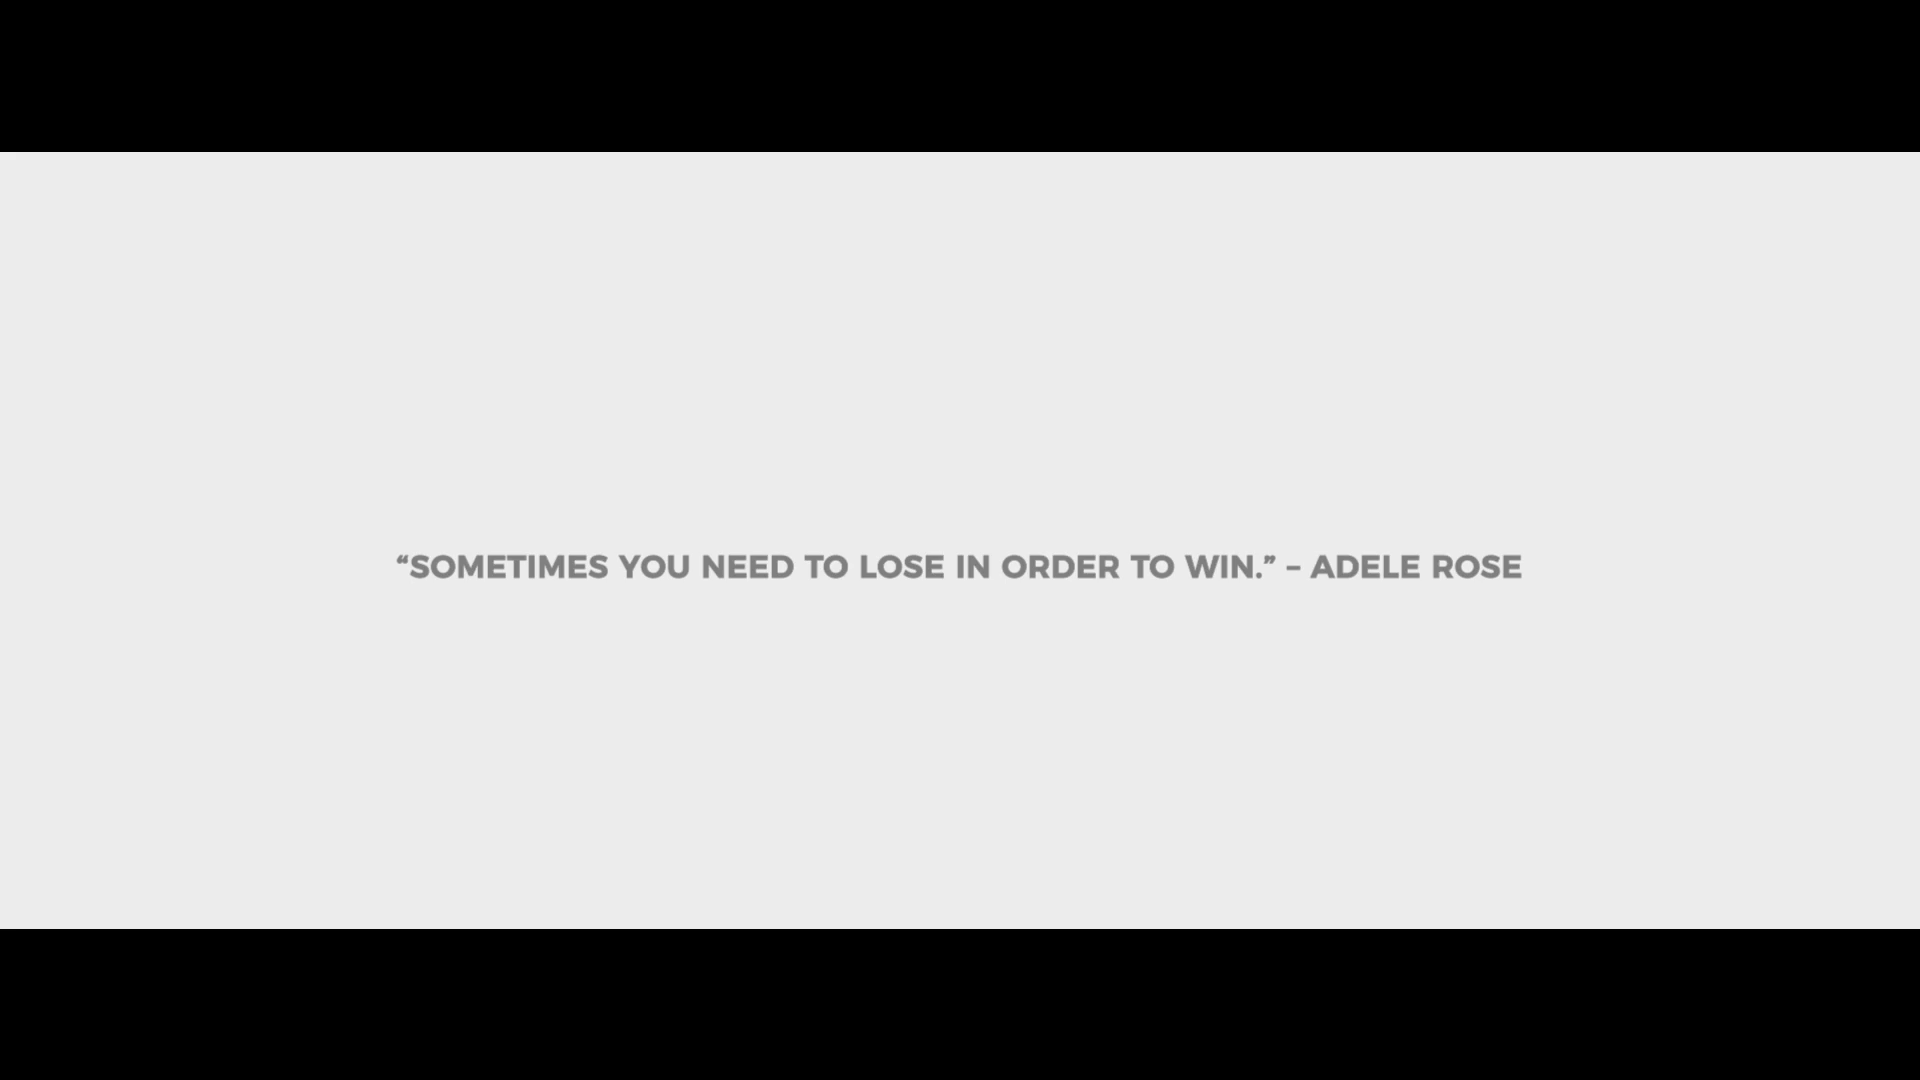 “SOMETIMES YOU NEED TO LOSE IN ORDER TO WIN.” – ADELE ROSE